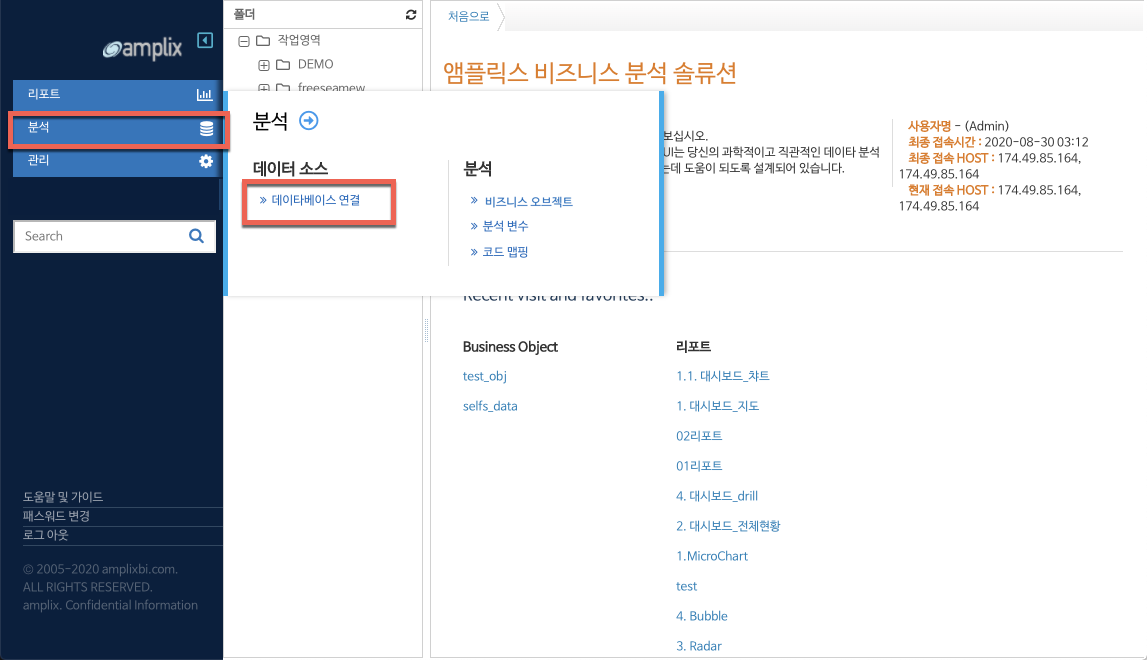 amplix
리포트
분석
관리
Search
도움말 및 가이드
패스워드 변경
로그 아웃
© 2005-2020 amplixbi.com.
ALL RIGHTS RESERVED.
amplix. Confidential Information
폴더
작업영역
DEMO
freeseamew
분석
데이터 소스
» 데이타베이스 연결
분석
» 비즈니스 오브젝트
» 분석 변수
» 코드 맵핑
처음으로
앰플릭스 비즈니스 분석 솔루션
보십시오.
UI는 당신의 과학적이고 직관적인 데이타 분석
는데 도움이 되도록 설계되어 있습니다.
사용자명 - (Admin)
최종 접속시간 : 2020-08-30 03:12
최종 접속 HOST : 174.49.85.164,
174.49.85.164
현재 접속 HOST : 174.49.85.164,
174.49.85.164
Recent visit and favorites..
Business Object
test_obj
selfs_data
리포트
1.1. 대시보드_챠트
1. 대시보드_지도
02리포트
01리포트
4. 대시보드_drill
2. 대시보드_전체현황
1.MicroChart
test
4. Bubble
3. Radar